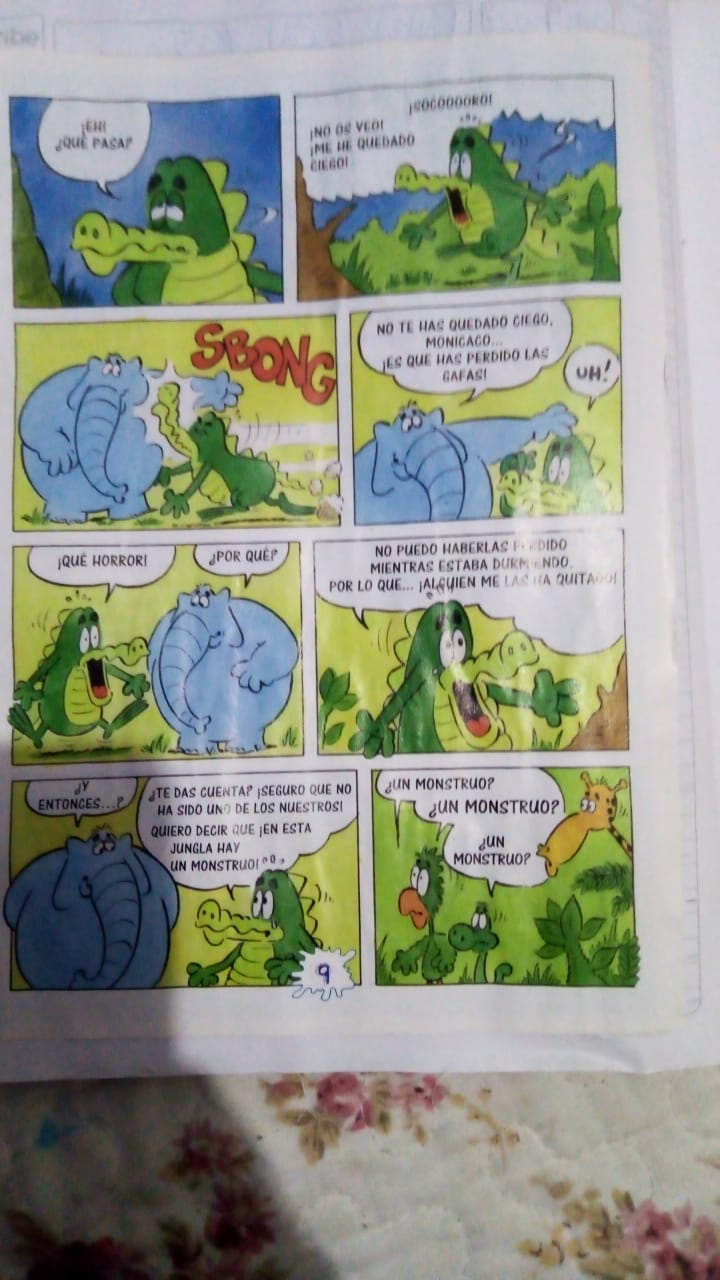 ¡EH!
¿QUÉ PASA?
¡SOCOOOORO!
¡NO OS VEO!
¡ME HE QUEDADO
CIEGO!
SBONG
NO TE HAS QUEDADO CIEGO,
MONICACO...
¡ES QUE HAS PERDIDO LAS
GAFAS!
UH!
¡QUÉ HORROR!
¿POR QUÉ?
NO PUEDO HABERLAS PERDIDO
MIENTRAS ESTABA DURMIENDO,
POR LO QUE... ¡ALGUIEN ME LAS HA QUITADO!
¿Y
ENTONCES...?
¿TE DAS CUENTA? ¡SEGURO QUE NO
HA SIDO UNO DE LOS NUESTROS!
QUIERO DECIR QUE ¡EN ESTA
JUNGLA HAY
UN MONSTRUO!
¿UN MONSTRUO?
¿UN MONSTRUO?
¿UN
MONSTRUO?
9